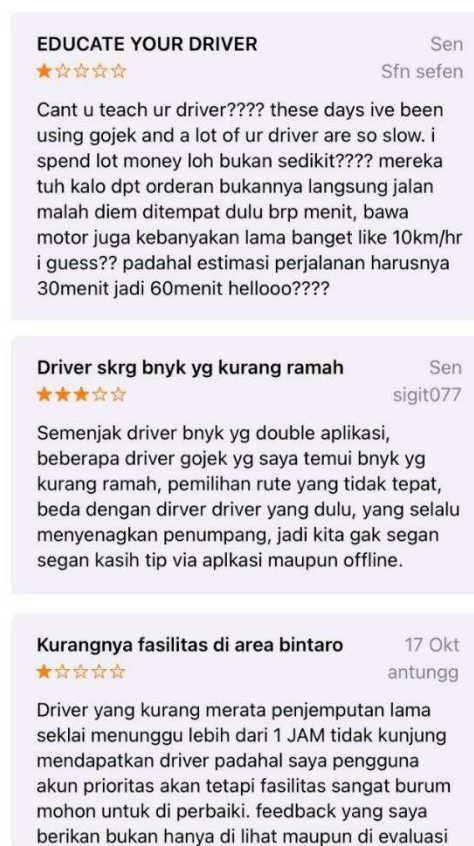 EDUCATE YOUR DRIVER
Sen
Sfn sefen
Cant u teach ur driver???? these days ive been
using gojek and a lot of ur driver are so slow. i
spend lot money loh bukan sedikit???? mereka
tuh kalo dpt orderan bukannya langsung jalan
malah diem ditempat dulu brp menit, bawa
motor juga kebanyakan lama banget like 10km/hr
i guess?? padahal estimasi perjalanan harusnya
30menit jadi 60menit hellooo????
Driver skrg bnyk yg kurang ramah
Sen
sigit077
Semenjak driver bnyk yg double aplikasi,
beberapa driver gojek yg saya temui bnyk yg
kurang ramah, pemilihan rute yang tidak tepat,
beda dengan dirver driver yang dulu, yang selalu
menyenagkan penumpang, jadi kita gak segan
segan kasih tip via aplkasi maupun offline.
Kurangnya fasilitas di area bintaro
17 Okt
antungg
Driver yang kurang merata penjemputan lama
seklai menunggu lebih dari 1 JAM tidak kunjung
mendapatkan driver padahal saya pengguna
akun prioritas akan tetapi fasilitas sangat burum
mohon untuk di perbaiki. feedback yang saya
berikan bukan hanya di lihat maupun di evaluasi